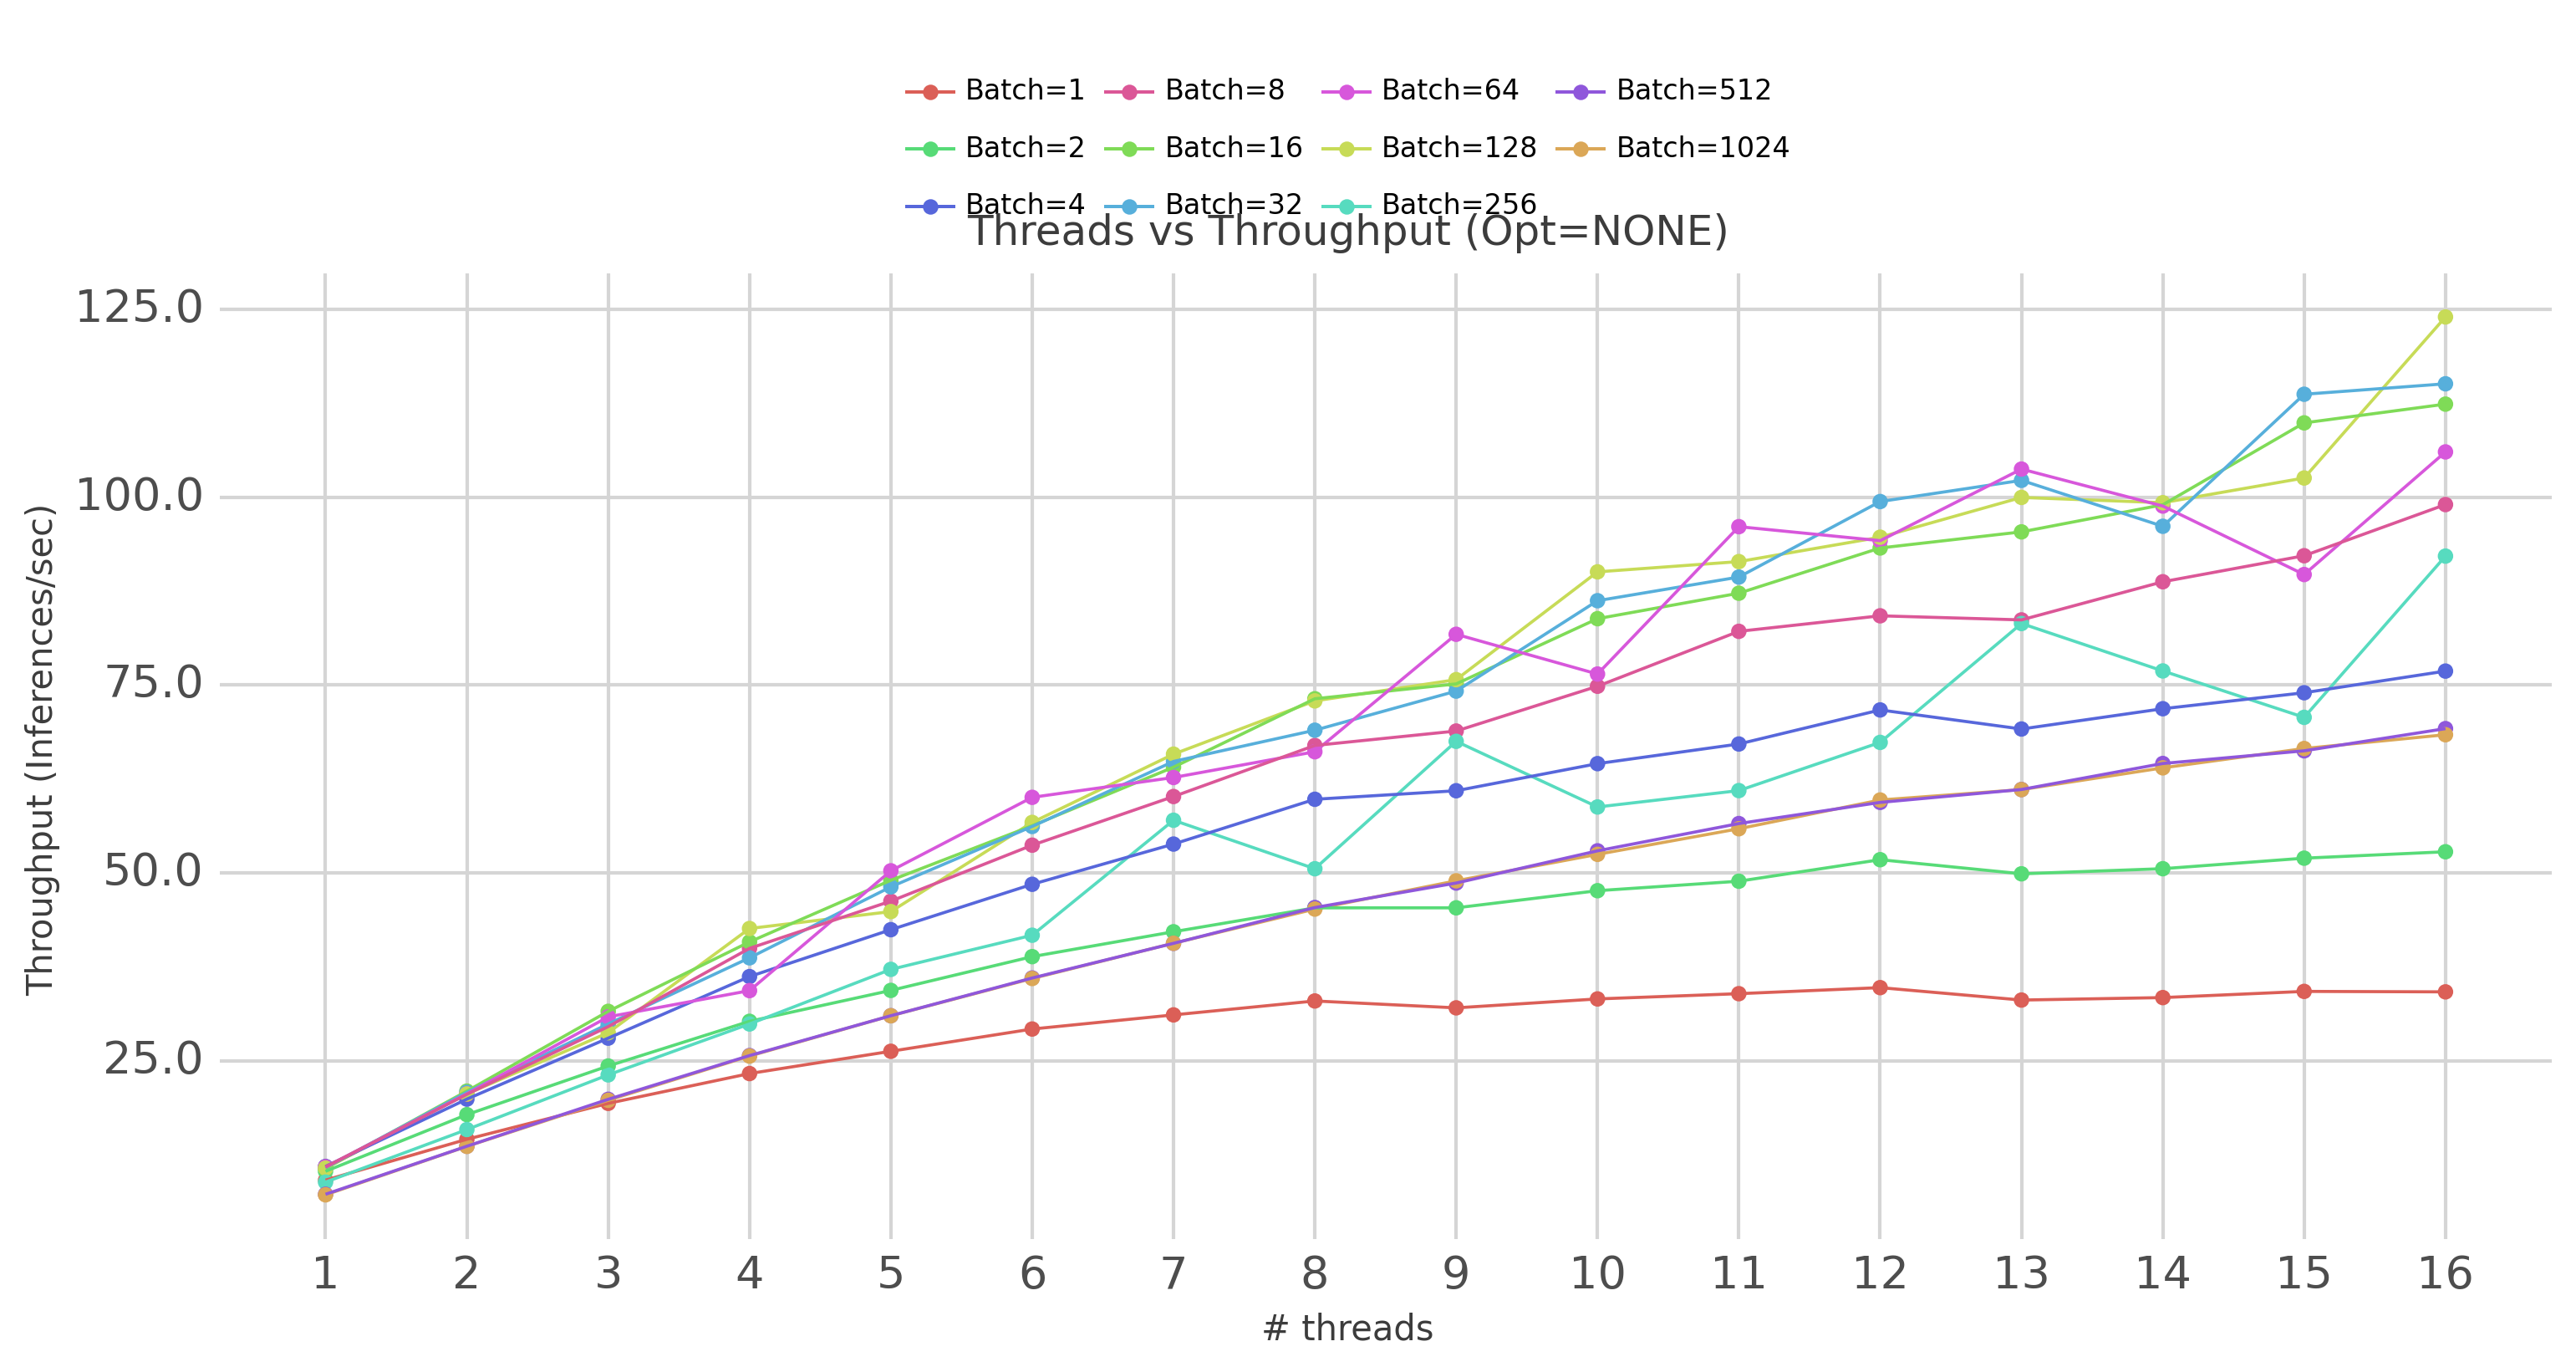 Batch=1 Batch=8 Batch=64 Batch=512
Batch=2 Batch=16 Batch=128 Batch=1024
Batch=4 Batch=32 Batch=256
Threads vs Throughput (Opt=NONE)
Throughput (Inferences/sec)
125.0
100.0
75.0
50.0
25.0
1 2 3 4 5 6 7 8 9 10 11 12 13 14 15 16
# threads